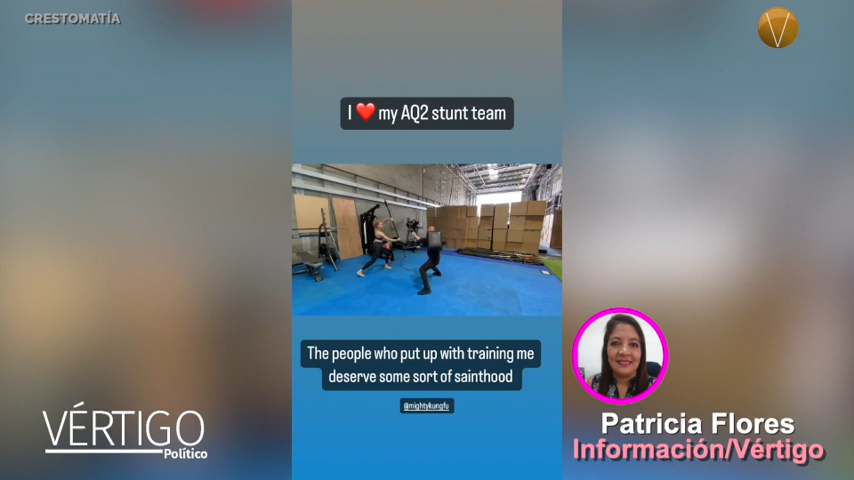 CRESTOMATÍA
V
I ❤️ my AQ2 stunt team
The people who put up with training me
deserve some sort of sainthood
@mightykungfu
VÉRTIGO
Político
Patricia Flores
Información/Vértigo